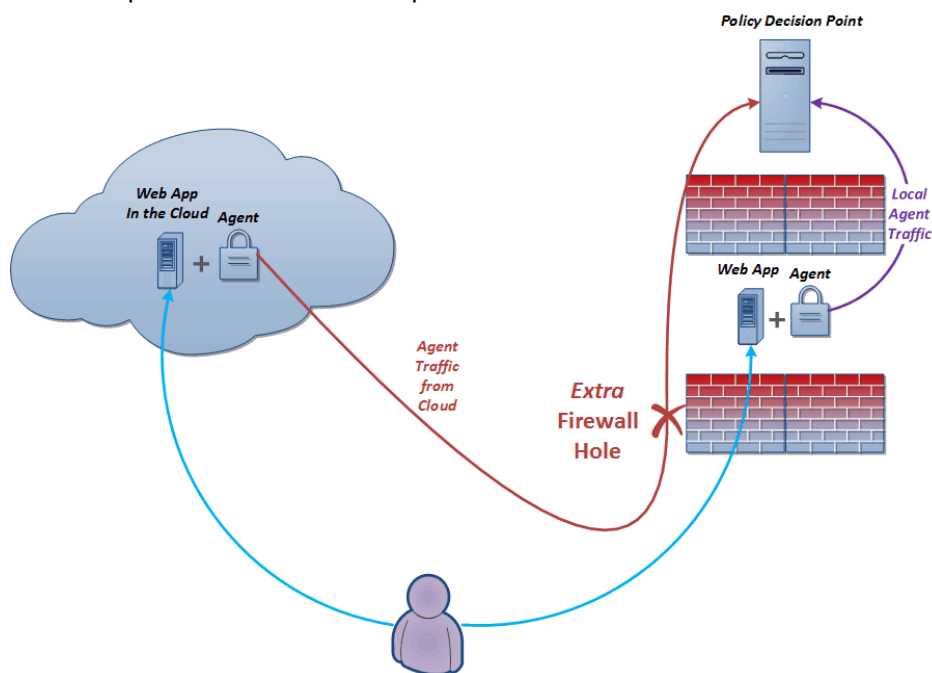 Policy Decision Point
Web App
In the Cloud
Agent
Local
Agent
Traffic
Web App
Agent
Agent
Traffic
from
Cloud
Extra
Firewall
Hole